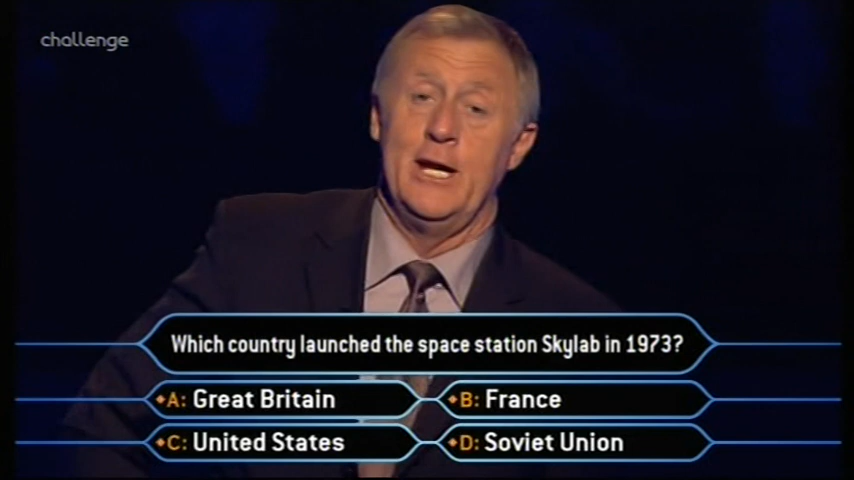 challenge
Which country launched the space station Skylab in 1973?
A: Great Britain
B: France
C: United States
D: Soviet Union